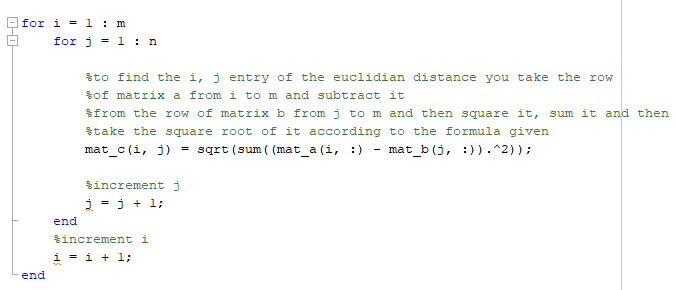 for i = 1 : m
for j = 1 : n
%to find the i, j entry of the euclidian distance you take the row
%of matrix a from i to m and subtract it
%from the row of matrix b from j to m and then square it, sum it and then
%take the square root of it according to the formula given
mat_c(i, j) = sqrt(sum((mat_a(i, :) - mat_b(j, :)).^2));
%increment j
j = j + 1;
end
%increment i
i = i + 1;
end